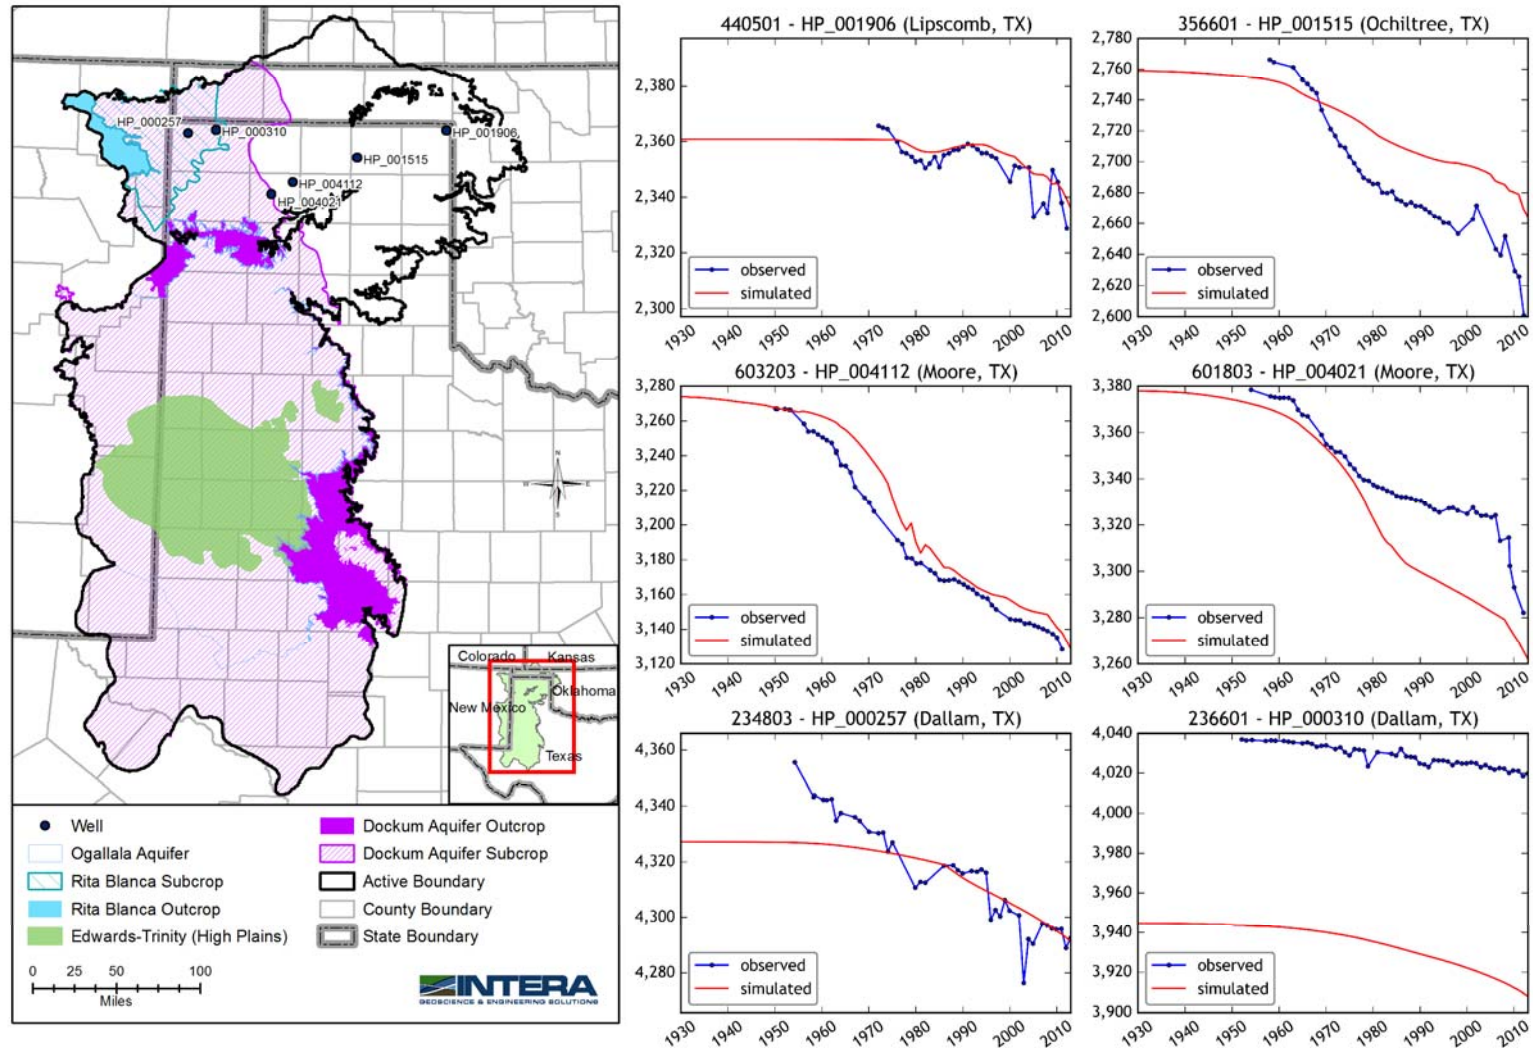 HP_000257
HP_000310
HP_001906
HP_001515
HP_004112
HP_004021
N
W
E
S
Colorado
Kansas
Oklahoma
New Mexico
Texas
Well
Ogallala Aquifer
Rita Blanca Subcrop
Rita Blanca Outcrop
Edwards-Trinity (High Plains)
Dockum Aquifer Outcrop
Dockum Aquifer Subcrop
Active Boundary
County Boundary
State Boundary
0 25 50 100
Miles
INTERA
GEOSCIENCE & ENGINEERING SOLUTIONS
440501 - HP_001906 (Lipscomb, TX)
2,380
2,360
2,340
2,320
2,300
observed
simulated
1930 1940 1950 1960 1970 1980 1990 2000 2010
356601 - HP_001515 (Ochiltree, TX)
2,780
2,760
2,740
2,720
2,700
2,680
2,660
2,640
2,620
2,600
observed
simulated
1930 1940 1950 1960 1970 1980 1990 2000 2010
603203 - HP_004112 (Moore, TX)
3,280
3,260
3,240
3,220
3,200
3,180
3,160
3,140
3,120
observed
simulated
1930 1940 1950 1960 1970 1980 1990 2000 2010
601803 - HP_004021 (Moore, TX)
3,380
3,360
3,340
3,320
3,300
3,280
3,260
observed
simulated
1930 1940 1950 1960 1970 1980 1990 2000 2010
234803 - HP_000257 (Dallam, TX)
4,360
4,340
4,320
4,300
4,280
observed
simulated
1930 1940 1950 1960 1970 1980 1990 2000 2010
236601 - HP_000310 (Dallam, TX)
4,040
4,020
4,000
3,980
3,960
3,940
3,920
3,900
observed
simulated
1930 1940 1950 1960 1970 1980 1990 2000 2010